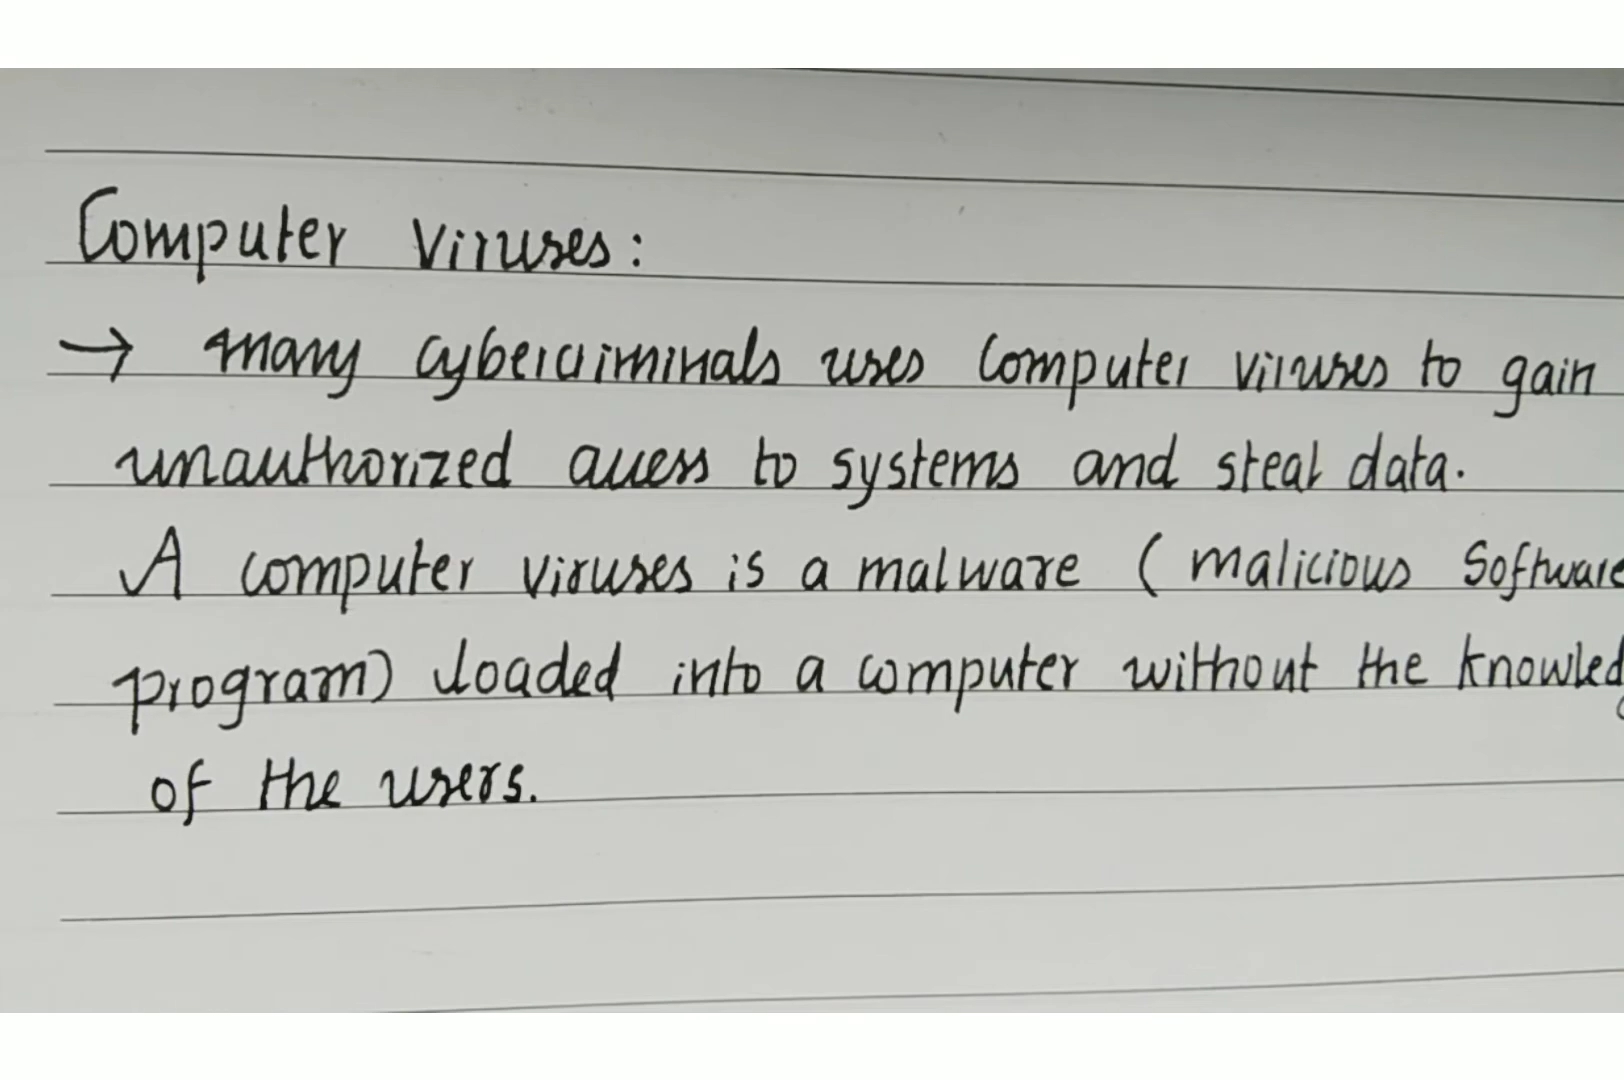 Computer Viruses:
→ many cybercriminals uses Computer viruses to gain
unauthorized access to systems and steal data.
A computer viruses is a malware ( malicious Software
program) loaded into a computer without the knowled
of the users.